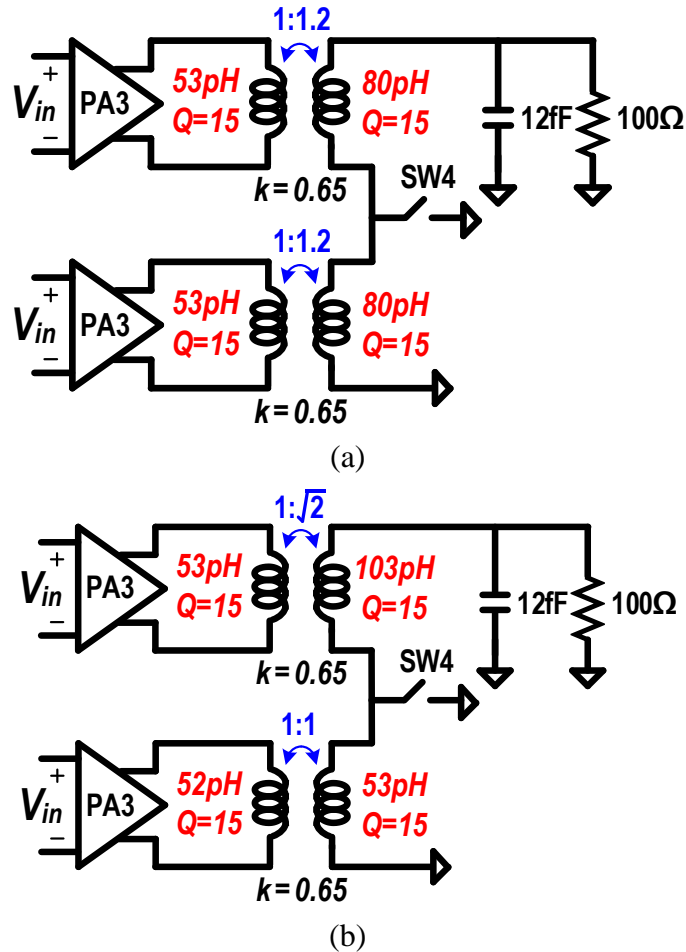 1:1.2
+
V_in PA3
−
53pH
Q=15
80pH
Q=15
12fF 100Ω
k=0.65
SW4
1:1.2
+
V_in PA3
−
53pH
Q=15
80pH
Q=15
k=0.65
(a)
1:√2
+
V_in PA3
−
53pH
Q=15
103pH
Q=15
12fF 100Ω
k=0.65
SW4
1:1
+
V_in PA3
−
52pH
Q=15
53pH
Q=15
k=0.65
(b)